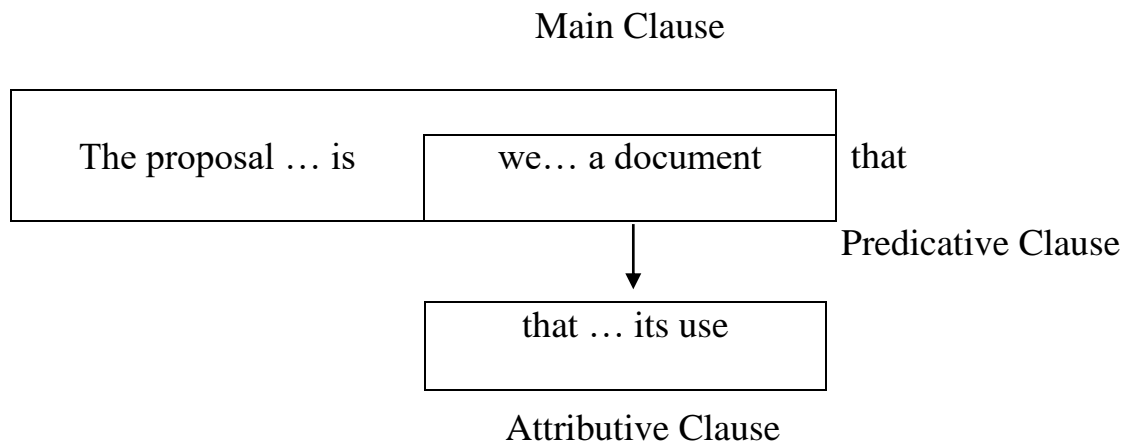 Main Clause
The proposal … is we… a document that
Predicative Clause
that … its use
Attributive Clause